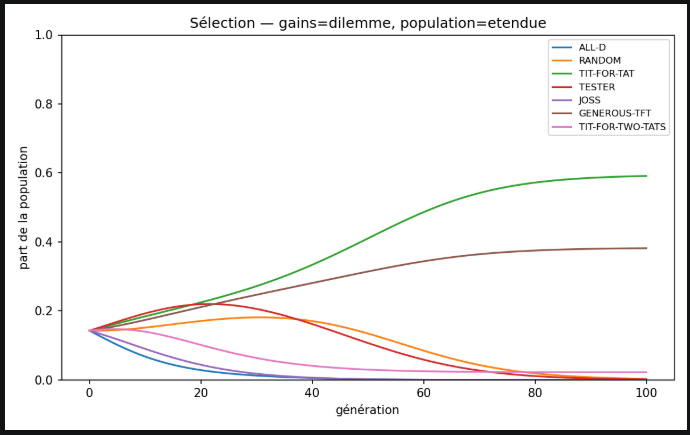 Sélection — gains=dilemme, population=etendue
1.0
0.8
0.6
0.4
0.2
0.0
part de la population
ALL-D
RANDOM
TIT-FOR-TAT
TESTER
JOSS
GENEROUS-TFT
TIT-FOR-TWO-TATS
0 20 40 60 80 100
génération